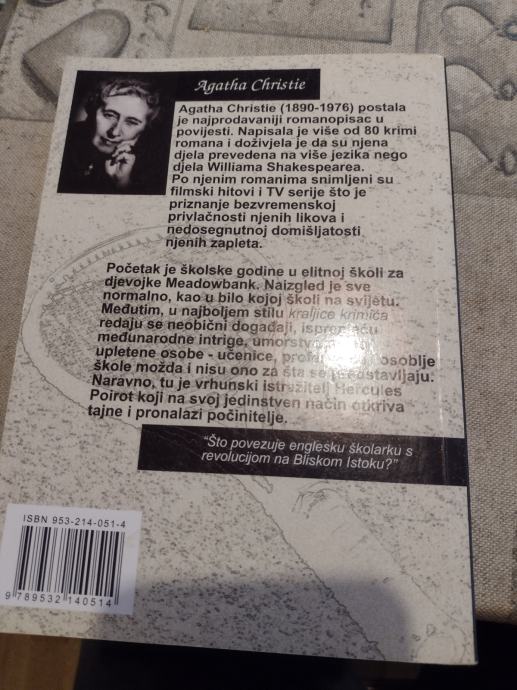 Agatha Christie
Agatha Christie (1890-1976) postala
je najprodavaniji romanopisac u
povijesti. Napisala je više od 80 krimi
romana i doživjela je da su njena
djela prevedena na više jezika nego
djela Williama Shakespearea.
Po njenim romanima snimljeni su
filmski hitovi i TV serije što je
priznanje bezvremenskoj
privlačnosti njenih likova i
nedosegnutnoj domišljatosti
njenih zapleta.
Početak je školske godine u elitnoj školi za
djevojke Meadowbank. Naizgled je sve
normalno, kao u bilo kojoj školi na svijetu.
Međutim, u najboljem stilu kraljice krimića
redaju se neobični događaji, isprepliću
međunarodne intrige, umorstvo
upletene osobe - učenice, osoblje
škole možda i nisu ono za šta se predstavljaju.
Naravno, tu je vrhunski istražitelj Hercules
Poirot koji na svoj jedinstven način otkriva
tajne i pronalazi počinitelje.
"Što povezuje englesku školarku s
revolucijom na Bliskom Istoku?"
ISBN 953-214-051-4
9 789532 140514